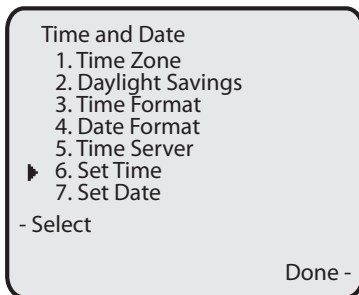 Time and Date
1. Time Zone
2. Daylight Savings
3. Time Format
4. Date Format
5. Time Server
6. Set Time
7. Set Date
- Select
Done -